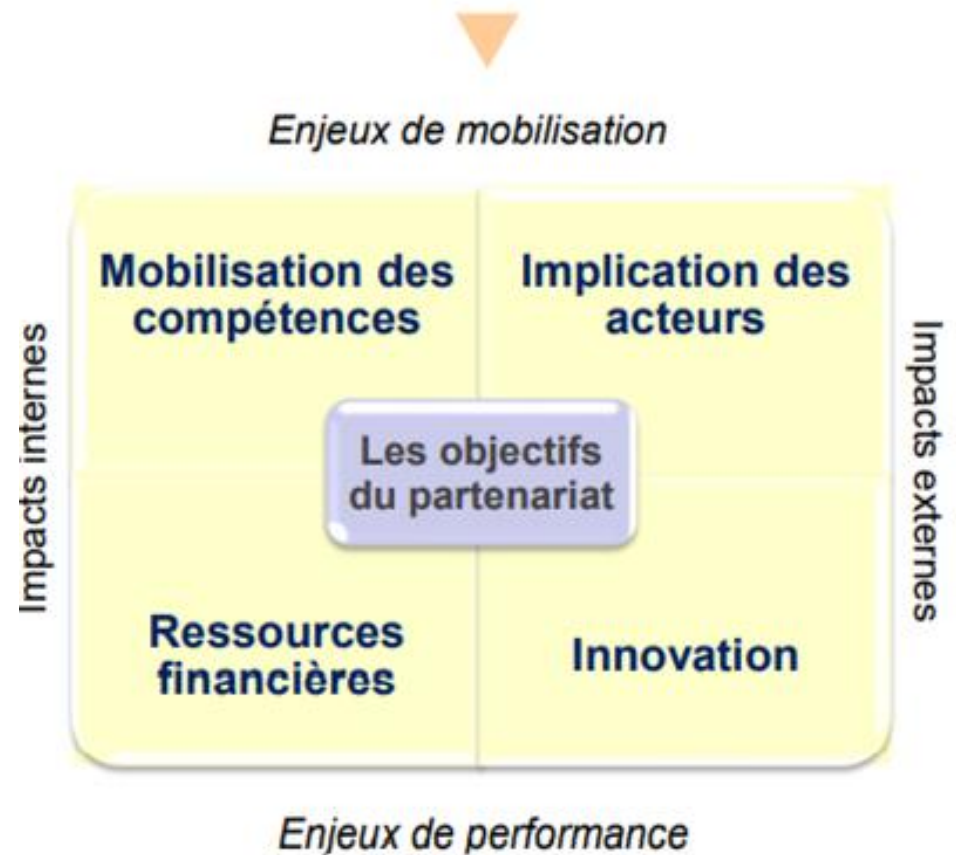 Enjeux de mobilisation
Mobilisation des
compétences
Implication des
acteurs
Impacts internes
Impacts externes
Les objectifs
du partenariat
Ressources
financières
Innovation
Enjeux de performance